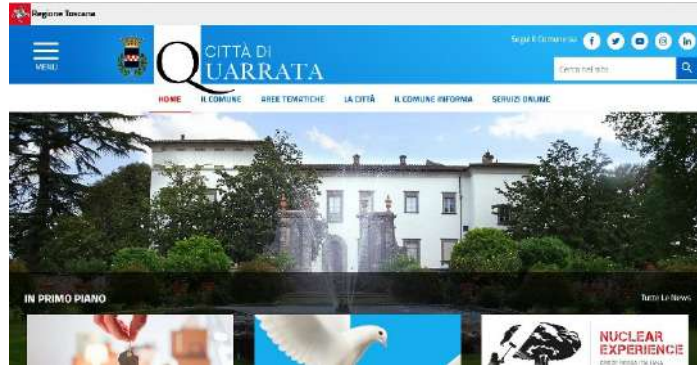 Regione Toscana
MENU
CITTÀ DI
QUARRATA
Segui il Comune su
Cerca nel sito
HOME IL COMUNE AREE TEMATICHE LA CITTÀ IL COMUNE INFORMA SERVIZI ONLINE
IN PRIMO PIANO
Tutte Le News
NUCLEAR
EXPERIENCE